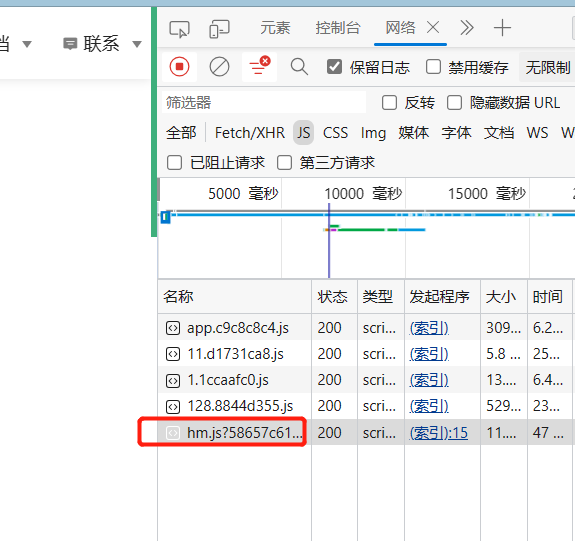 元素 控制台 网络
当 联系
保留日志 禁用缓存 无限制
筛选器 反转 隐藏数据 URL
全部 Fetch/XHR JS CSS Img 媒体 字体 文档 WS W
已阻止请求 第三方请求
5000 毫秒 10000 毫秒 15000 毫秒
名称 状态 类型 发起程序 大小 时间
app.c9c8c8c4.js 200 scri... (索引) 309... 6.2...
11.d1731ca8.js 200 scri... (索引) 5.8 ... 25...
1.1ccaafc0.js 200 scri... (索引) 13.... 6.4...
128.8844d355.js 200 scri... (索引) 529... 23...
hm.js?58657c61... 200 scri... (索引):15 11.... 47 ...